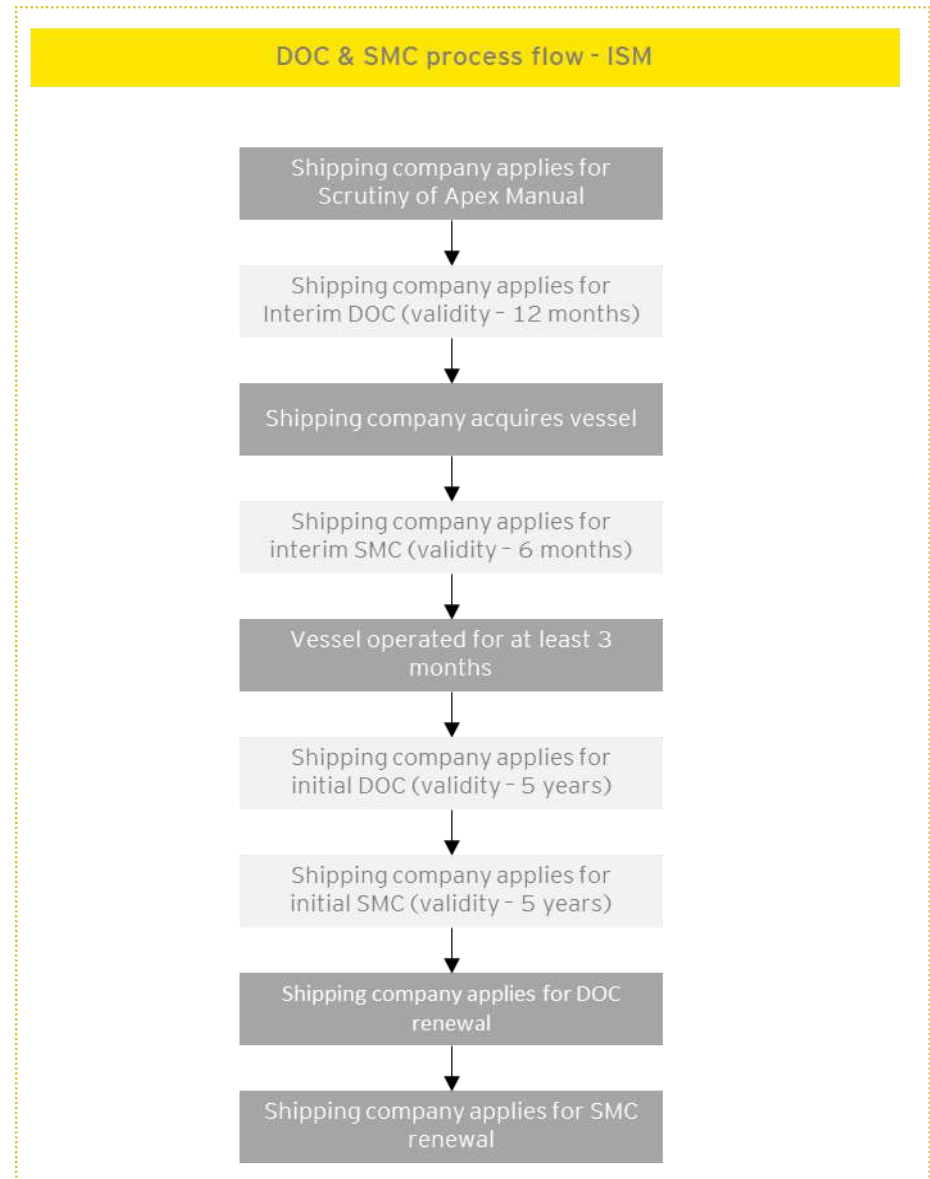 DOC & SMC process flow - ISM
Shipping company applies for
Scrutiny of Apex Manual
Shipping company applies for
Interim DOC (validity – 12 months)
Shipping company acquires vessel
Shipping company applies for
interim SMC (validity – 6 months)
Vessel operated for at least 3
months
Shipping company applies for
initial DOC (validity – 5 years)
Shipping company applies for
initial SMC (validity – 5 years)
Shipping company applies for DOC
renewal
Shipping company applies for SMC
renewal